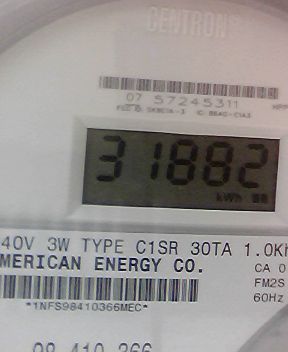 CENTRON®
07 57245311
31882
kWh
40V 3W TYPE C1SR 30TA 1.0Kh
MERICAN ENERGY CO.
CA 0
FM2S
60Hz
*1NFS98410366MEC*
98 410 366